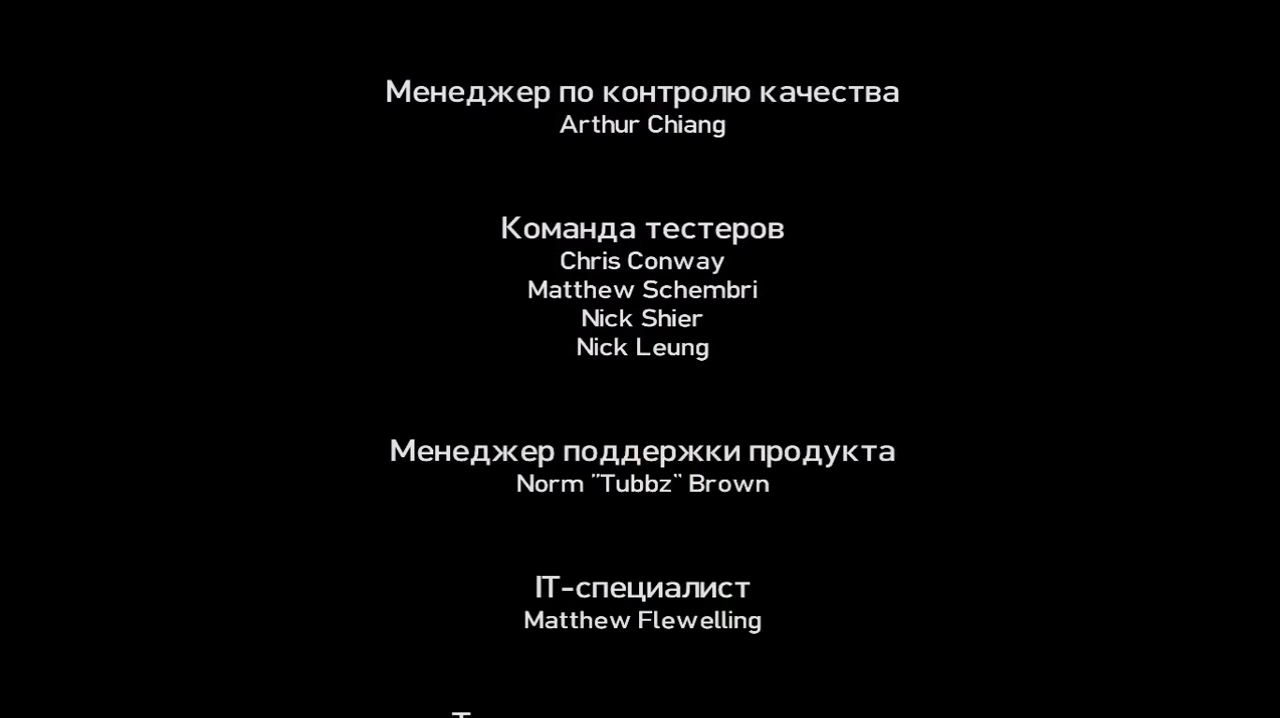 Менеджер по контролю качества
Arthur Chiang
Команда тестеров
Chris Conway
Matthew Schembri
Nick Shier
Nick Leung
Менеджер поддержки продукта
Norm "Tubbz" Brown
IT-специалист
Matthew Flewelling